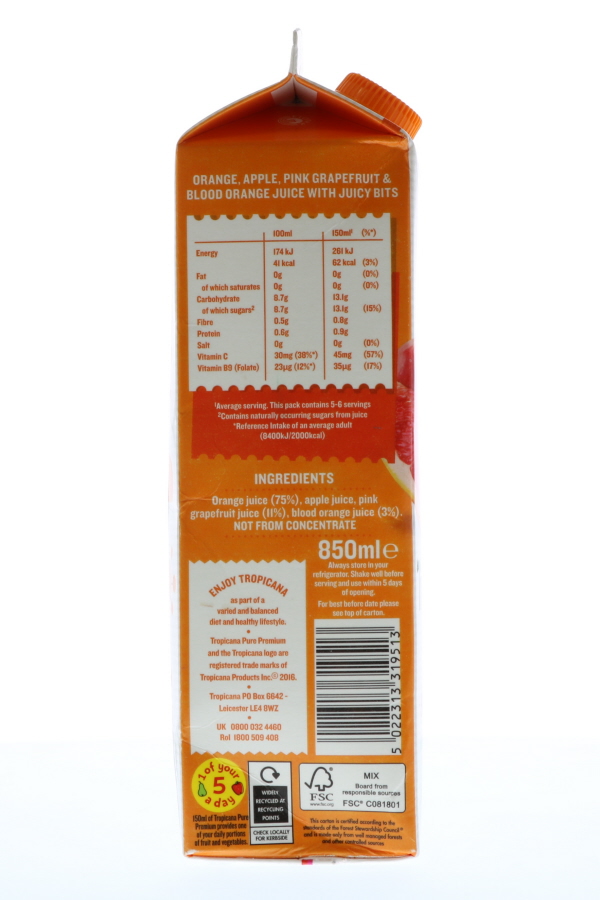 ORANGE, APPLE, PINK GRAPEFRUIT &
BLOOD ORANGE JUICE WITH JUICY BITS
100ml 150ml¹ (%*)
Energy 174 kJ 261 kJ
41 kcal 62 kcal (3%)
Fat 0g 0g (0%)
of which saturates 0g 0g (0%)
Carbohydrate 8.7g 13.1g
of which sugars² 8.7g 13.1g (15%)
Fibre 0.5g 0.8g
Protein 0.6g 0.9g
Salt 0g 0g (0%)
Vitamin C 30mg (38%*) 45mg (57%)
Vitamin B9 (Folate) 23µg (12%*) 35µg (17%)
¹Average serving. This pack contains 5-6 servings
²Contains naturally occurring sugars from juice
*Reference Intake of an average adult
(8400kJ/2000kcal)
INGREDIENTS
Orange juice (75%), apple juice, pink
grapefruit juice (11%), blood orange juice (3%).
NOT FROM CONCENTRATE
850ml e
Always store in your
refrigerator. Shake well before
serving and use within 5 days
of opening.
For best before date please
see top of carton.
ENJOY TROPICANA
as part of a
varied and balanced
diet and healthy lifestyle.
Tropicana Pure Premium
and the Tropicana logo are
registered trade marks of
Tropicana Products Inc.® 2016.
Tropicana PO Box 6642 -
Leicester LE4 8WZ
UK 0800 032 4460
RoI 1800 509 408
5 022313 319513
1 of your
5
a day
150ml of Tropicana Pure
Premium provides one
of your daily portions
of fruit and vegetables.
WIDELY
RECYCLED AT
RECYCLING
POINTS
CHECK LOCALLY
FOR KERBSIDE
FSC
www.fsc.org
MIX
Board from
responsible sources
FSC® C081801
This carton is certified according to the
standards of the Forest Stewardship Council®
and is made only from well managed forests
and other controlled sources